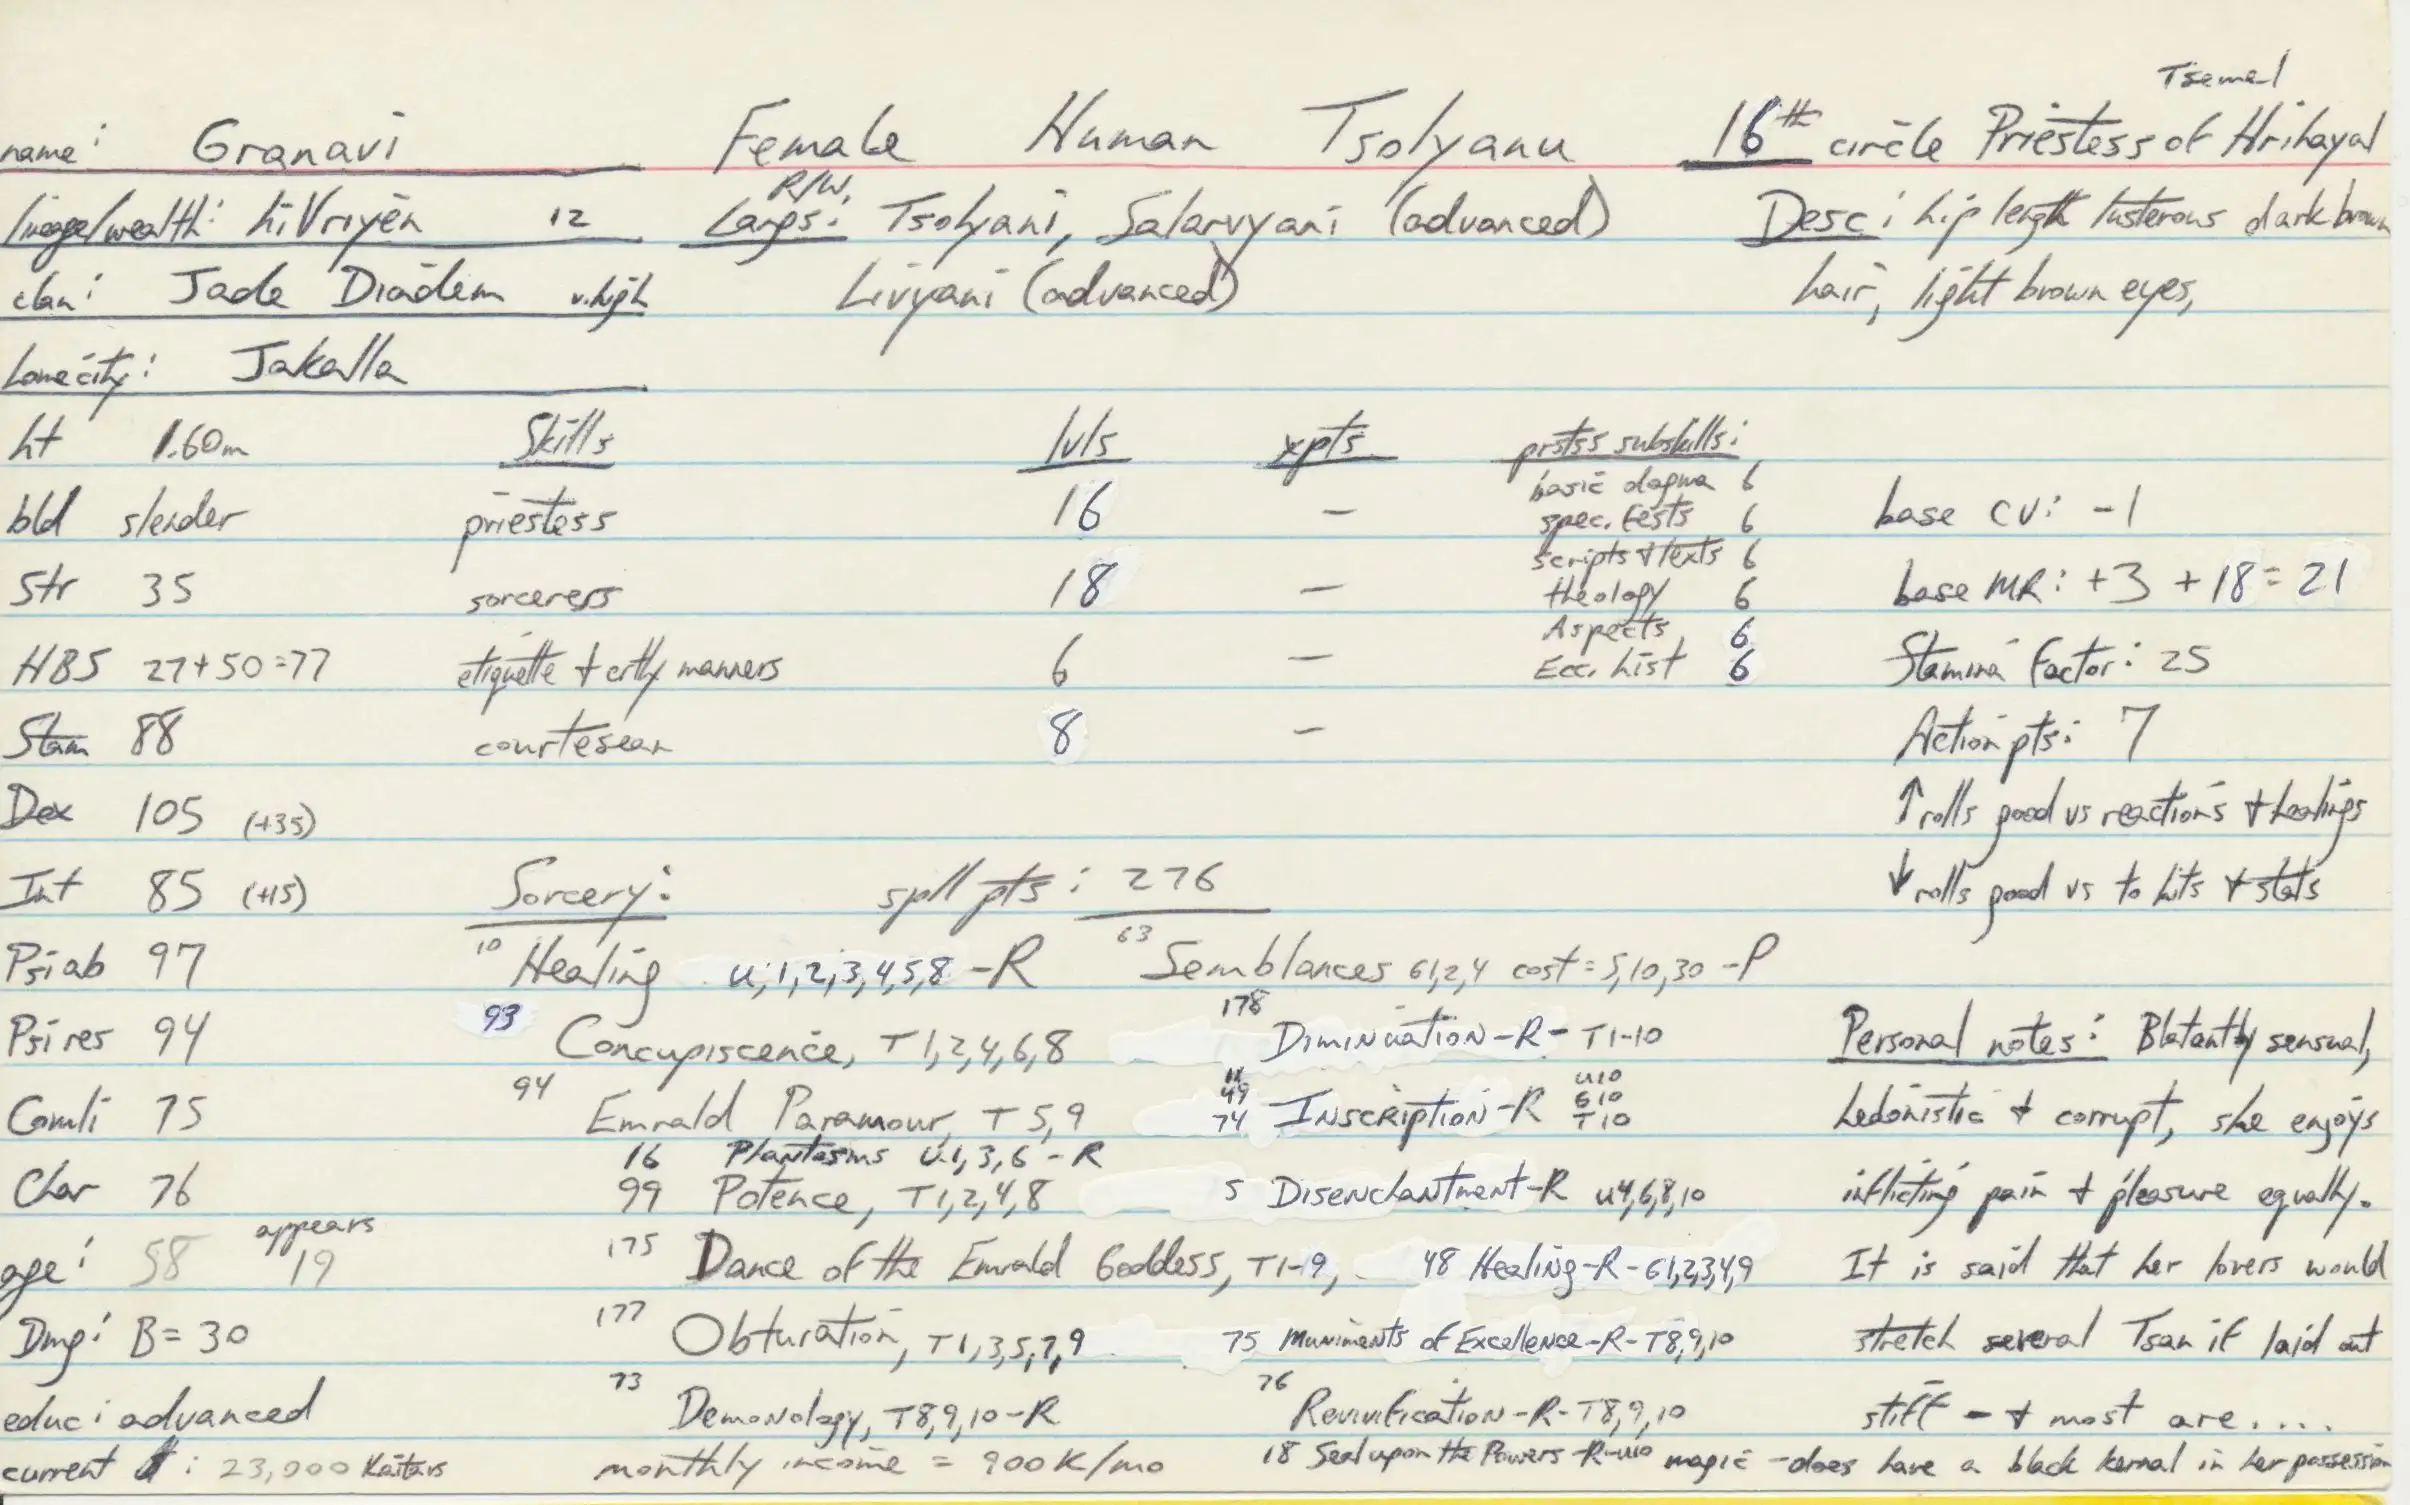 Tsemel
name: Granavi Female Human Tsolyanu 16th circle Priestess of Hrihayal
lineage/wealth: hiVriyén 12 R/W. Langs: Tsolyani, Salarvyani (advanced) Desc: hip length lusterous dark brown
clan: Jade Diadem v.high Livyani (advanced) hair, light brown eyes,
home city: Jakalla
ht 1.60m Skills lvls xpts prstss subskills:
basic dogma 6
bld slender priestess 16 - spec. tests 6 base CV: -1
scripts + texts 6
Str 35 sorceress 18 - theology 6 base MR: +3 +18 = 21
Aspects 6
HBS 27+50=77 etiquette + crtly manners 6 - Ecc. hist 6 Stamina Factor: 25
Stam 88 courtesean 8 - Action pts: 7
Dex 105 (+35) ↑ rolls good vs reactions + healings
Int 85 (+15) Sorcery: spll pts: 276 ↓ rolls good vs to hits + stats
Psi ab 97 10 Healing u,1,2,3,4,5,8 -R 63 Semblances G1,2,4 cost = 5,10,30 -P
Psi res 94 93 Concupiscence, T 1,2,4,6,8 178 Diminuation -R- T1-10 Personal notes: Blatantly sensual,
Comli 75 94 Emrald Paramour, T 5,9 49 74 Inscription -R U10 G10 T10 hedonistic + corrupt, she enjoys
16 Plantasms U.1,3,6 - R
Char 76 99 Potence, T1,2,4,8 5 Disenchantment -R u4,6,8,10 inflicting pain + pleasure equally.
age: 58 appears 19 175 Dance of the Emrald Goddess, T1-9, 48 Healing -R- G1,2,3,4,9 It is said that her lovers would
Dmg: B=30 177 Obturation, T1,3,5,7,9 75 Muniments of Excellence -R- T8,9,10 stretch several Tsan if laid out
educ: advanced 73 Demonology, T8,9,10 -R 76 Revivification -R- T8,9,10 stiff - + most are....
current : 23,000 Kaitars monthly income = 900K/mo 18 Seal upon the Powers -R- u10 magic - does have a black kernal in her possession